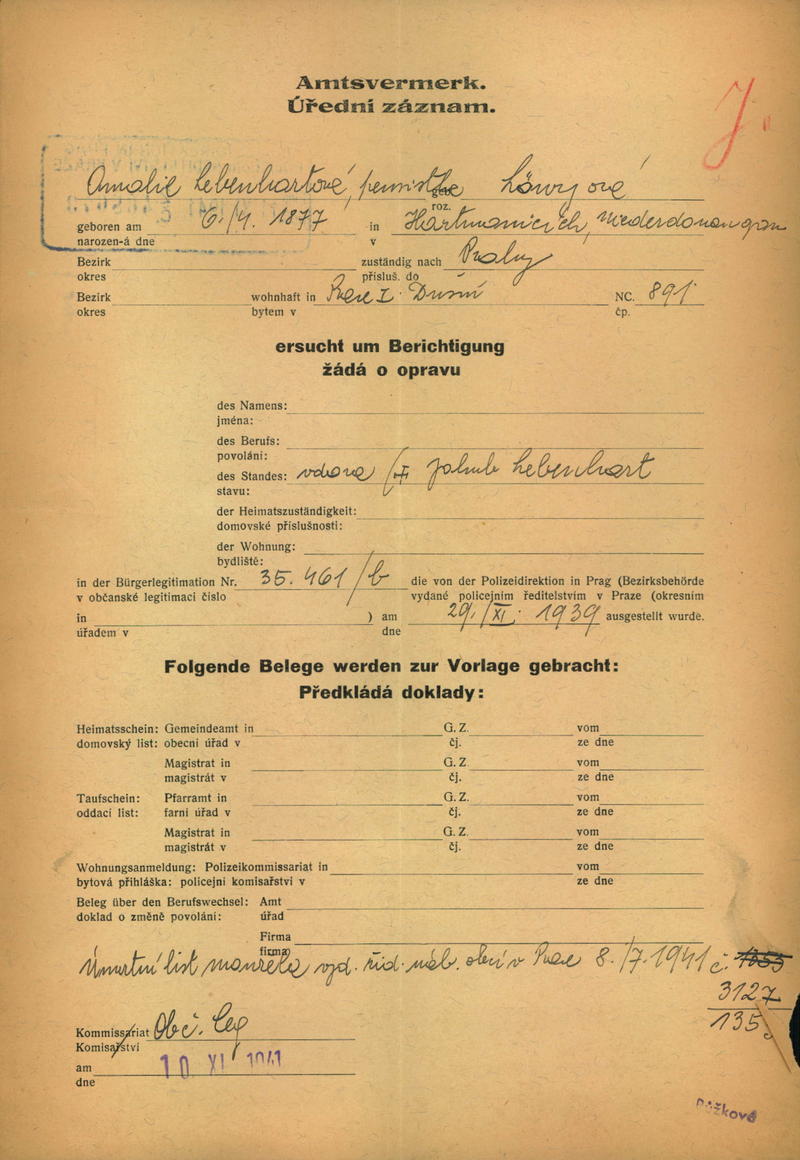 Amtsvermerk.
Úřední záznam.
J.
Amalie Lebenhartová, Löwyová
roz.
geboren am 6./4. 1877 in Hartmanicích,
narozen-á dne v
Bezirk zuständig nach Prahy
okres přísluš. do
Bezirk wohnhaft in I. Dušní NC. 891
okres bytem v čp.
ersucht um Berichtigung
žádá o opravu
des Namens:
jména:
des Berufs:
povolání:
des Standes: vdova Jakub Lebenhart
stavu:
der Heimatszuständigkeit:
domovské příslušnosti:
der Wohnung:
bydliště:
in der Bürgerlegitimation Nr. 35.461/b die von der Polizeidirektion in Prag (Bezirksbehörde
v občanské legitimaci číslo vydané policejním ředitelstvím v Praze (okresním
in ) am 29./XI. 1939 ausgestellt wurde.
úřadem v dne
Folgende Belege werden zur Vorlage gebracht:
Předkládá doklady:
Heimatsschein: Gemeindeamt in G. Z. vom
domovský list: obecní úřad v čj. ze dne
Magistrat in G. Z. vom
magistrát v čj. ze dne
Taufschein: Pfarramt in G. Z. vom
oddací list: farní úřad v čj. ze dne
Magistrat in G. Z. vom
magistrát v čj. ze dne
Wohnungsanmeldung: Polizeikommissariat in vom
bytová přihláška: policejní komisařství v ze dne
Beleg über den Berufswechsel: Amt
doklad o změně povolání: úřad
Firma
firma
Úmrtní list manžela vyd. žid. náb. obcí v Praze 8./7. 1941 č.
3127
135
Kommissariat Obč. Leg
Komisařství
am 10 XI 1941
dne